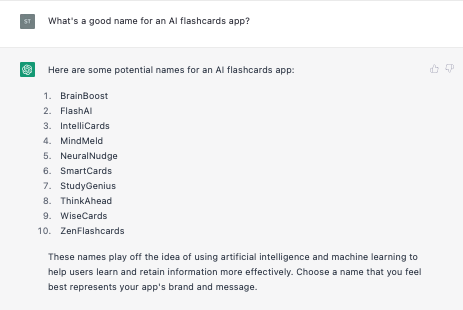 ST What's a good name for an AI flashcards app?
Here are some potential names for an AI flashcards app:
1. BrainBoost
2. FlashAI
3. IntelliCards
4. MindMeld
5. NeuralNudge
6. SmartCards
7. StudyGenius
8. ThinkAhead
9. WiseCards
10. ZenFlashcards
These names play off the idea of using artificial intelligence and machine learning to
help users learn and retain information more effectively. Choose a name that you feel
best represents your app's brand and message.